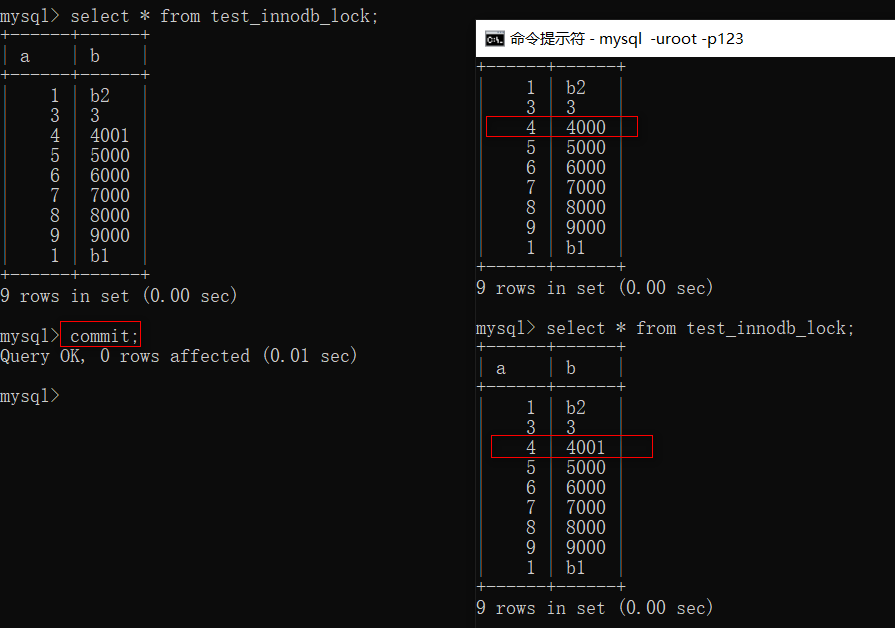 mysql> select * from test_innodb_lock;
+------+------+
| a    | b    |
+------+------+
|    1 | b2   |
|    3 | 3    |
|    4 | 4001 |
|    5 | 5000 |
|    6 | 6000 |
|    7 | 7000 |
|    8 | 8000 |
|    9 | 9000 |
|    1 | b1   |
+------+------+
9 rows in set (0.00 sec)
mysql> commit;
Query OK, 0 rows affected (0.01 sec)
mysql>
命令提示符 - mysql  -uroot -p123
+------+------+
|    1 | b2   |
|    3 | 3    |
|    4 | 4000 |
|    5 | 5000 |
|    6 | 6000 |
|    7 | 7000 |
|    8 | 8000 |
|    9 | 9000 |
|    1 | b1   |
+------+------+
9 rows in set (0.00 sec)
mysql> select * from test_innodb_lock;
+------+------+
| a    | b    |
+------+------+
|    1 | b2   |
|    3 | 3    |
|    4 | 4001 |
|    5 | 5000 |
|    6 | 6000 |
|    7 | 7000 |
|    8 | 8000 |
|    9 | 9000 |
|    1 | b1   |
+------+------+
9 rows in set (0.00 sec)